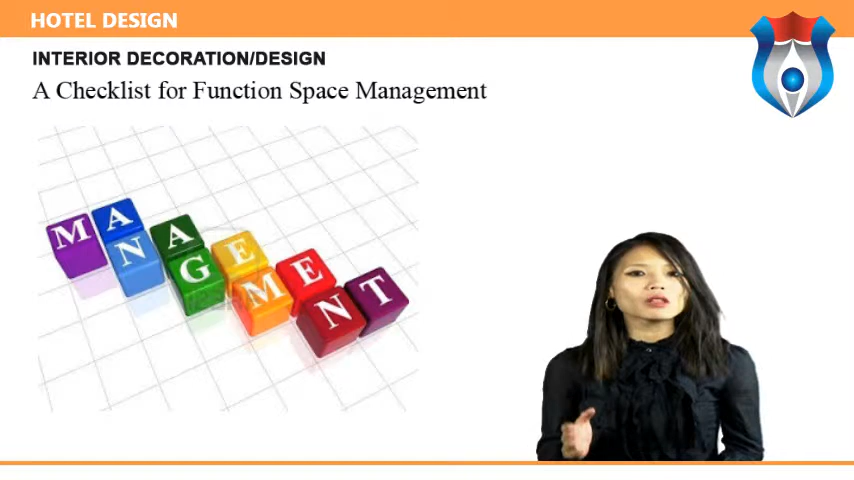 HOTEL DESIGN
INTERIOR DECORATION/DESIGN
A Checklist for Function Space Management
MANAGEMENT